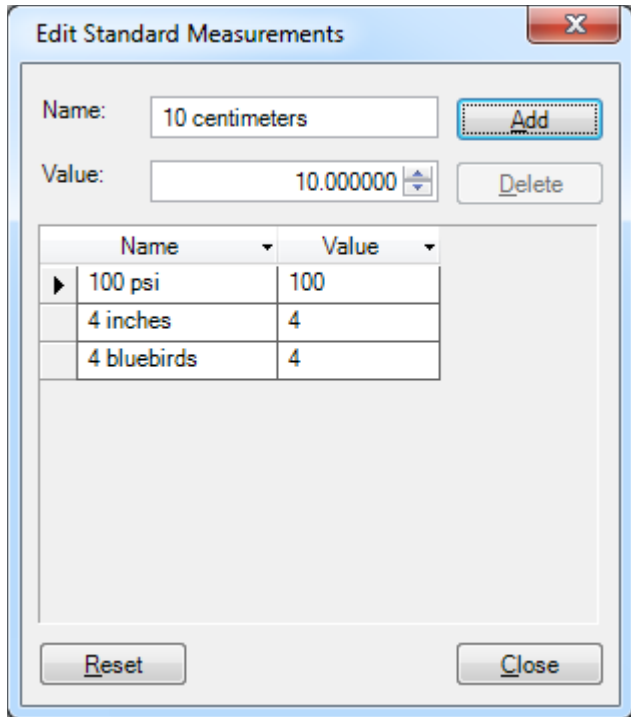 Edit Standard Measurements
Name: 10 centimeters Add
Value: 10.000000 Delete
Name Value
100 psi 100
4 inches 4
4 bluebirds 4
Reset Close